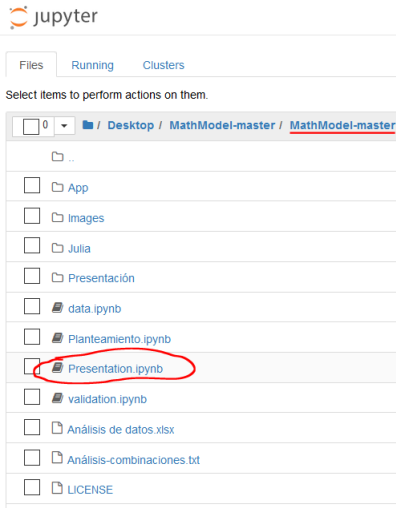 jupyter
Files Running Clusters
Select items to perform actions on them.
0 / Desktop / MathModel-master / MathModel-master
..
App
Images
Julia
Presentación
data.ipynb
Planteamiento.ipynb
Presentation.ipynb
validation.ipynb
Análisis de datos.xlsx
Análisis-combinaciones.txt
LICENSE